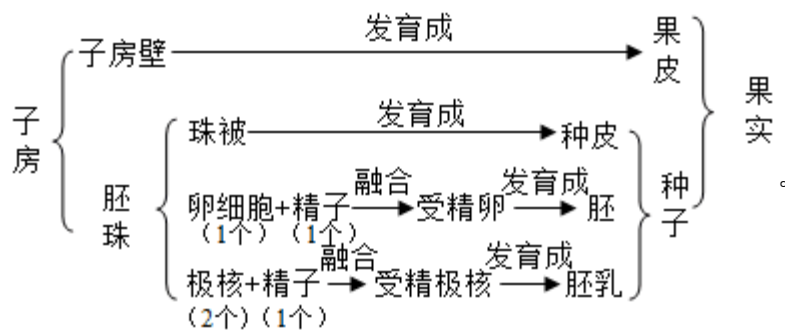 发育成
子房壁
果皮
子房
果实
发育成
珠被
种皮
胚珠
融合
发育成
卵细胞+精子
受精卵
胚
种子
(1个) (1个)
融合
发育成
极核+精子
受精极核
胚乳
(2个) (1个)
。